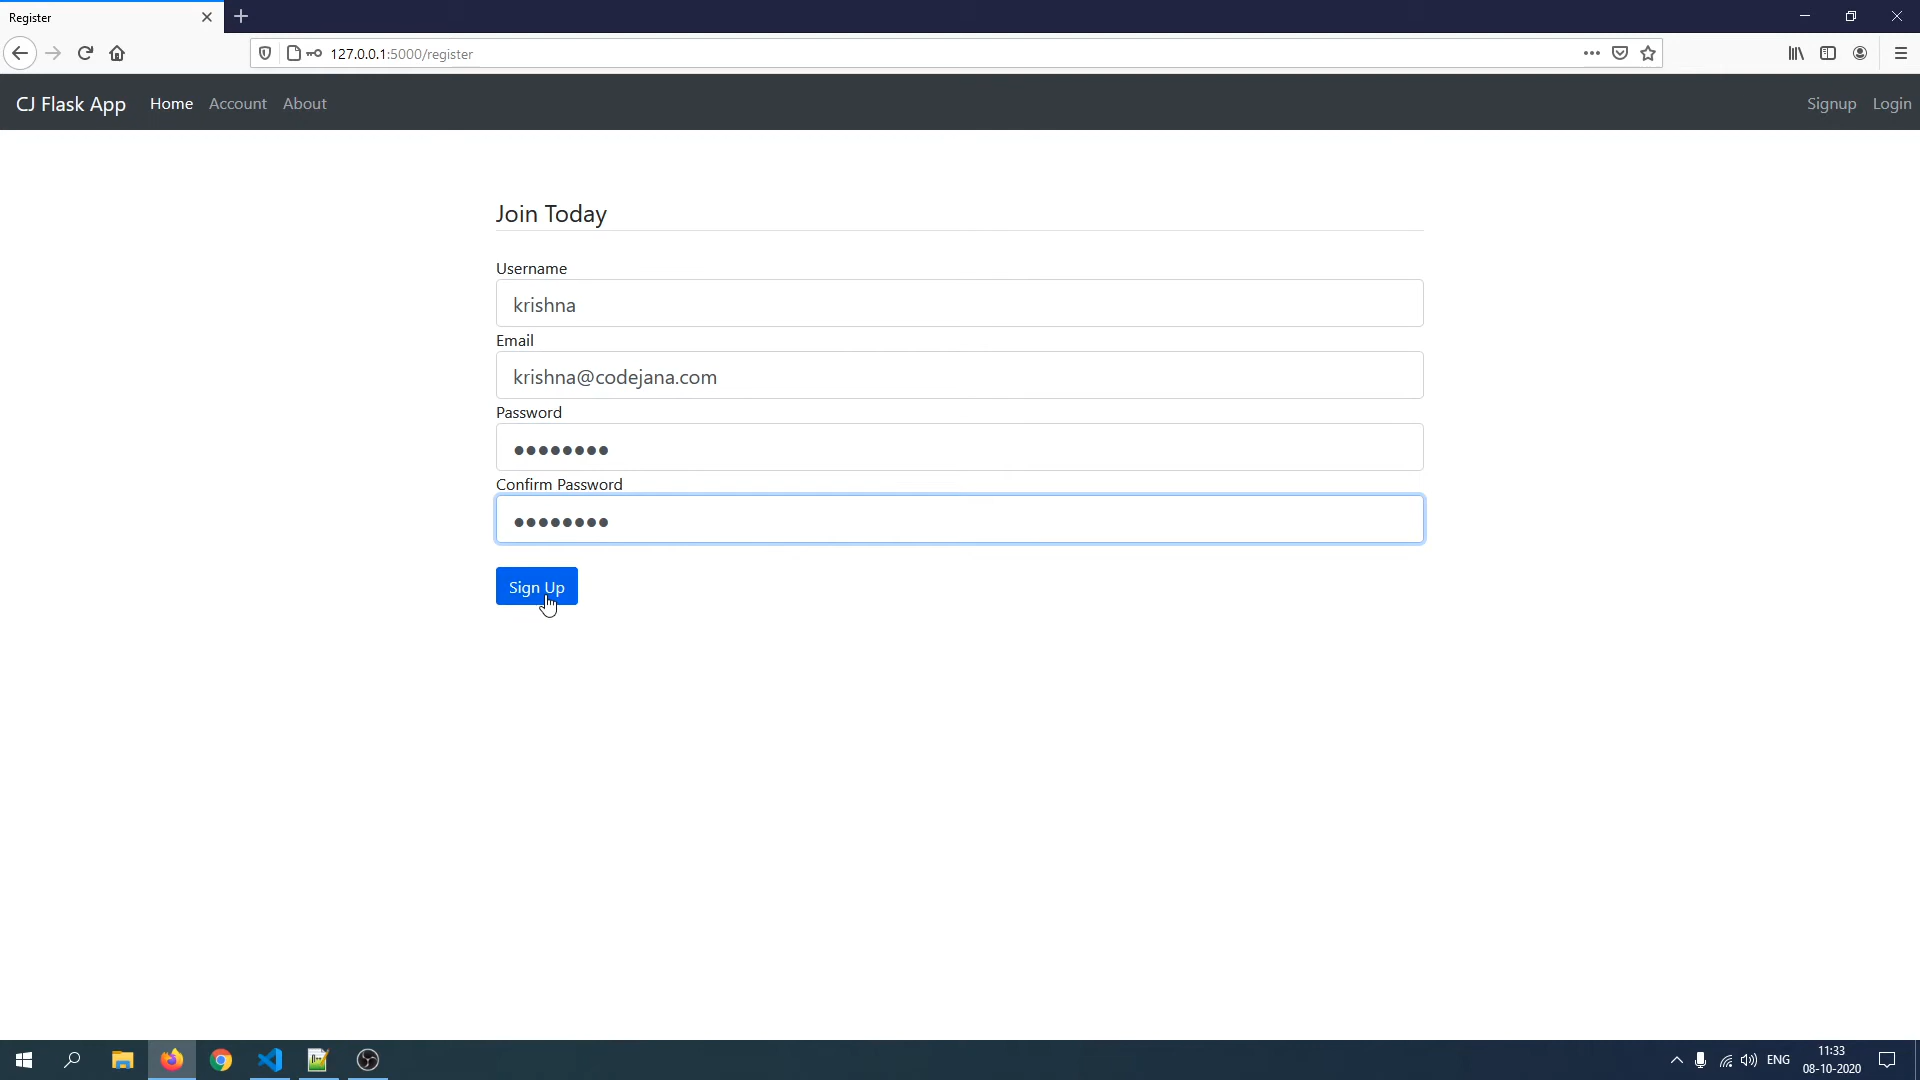 Register
127.0.0.1:5000/register
CJ Flask App Home Account About Signup Login
Join Today
Username
krishna
Email
krishna@codejana.com
Password
●●●●●●●●
Confirm Password
●●●●●●●●
Sign Up
ENG
11:33
08-10-2020